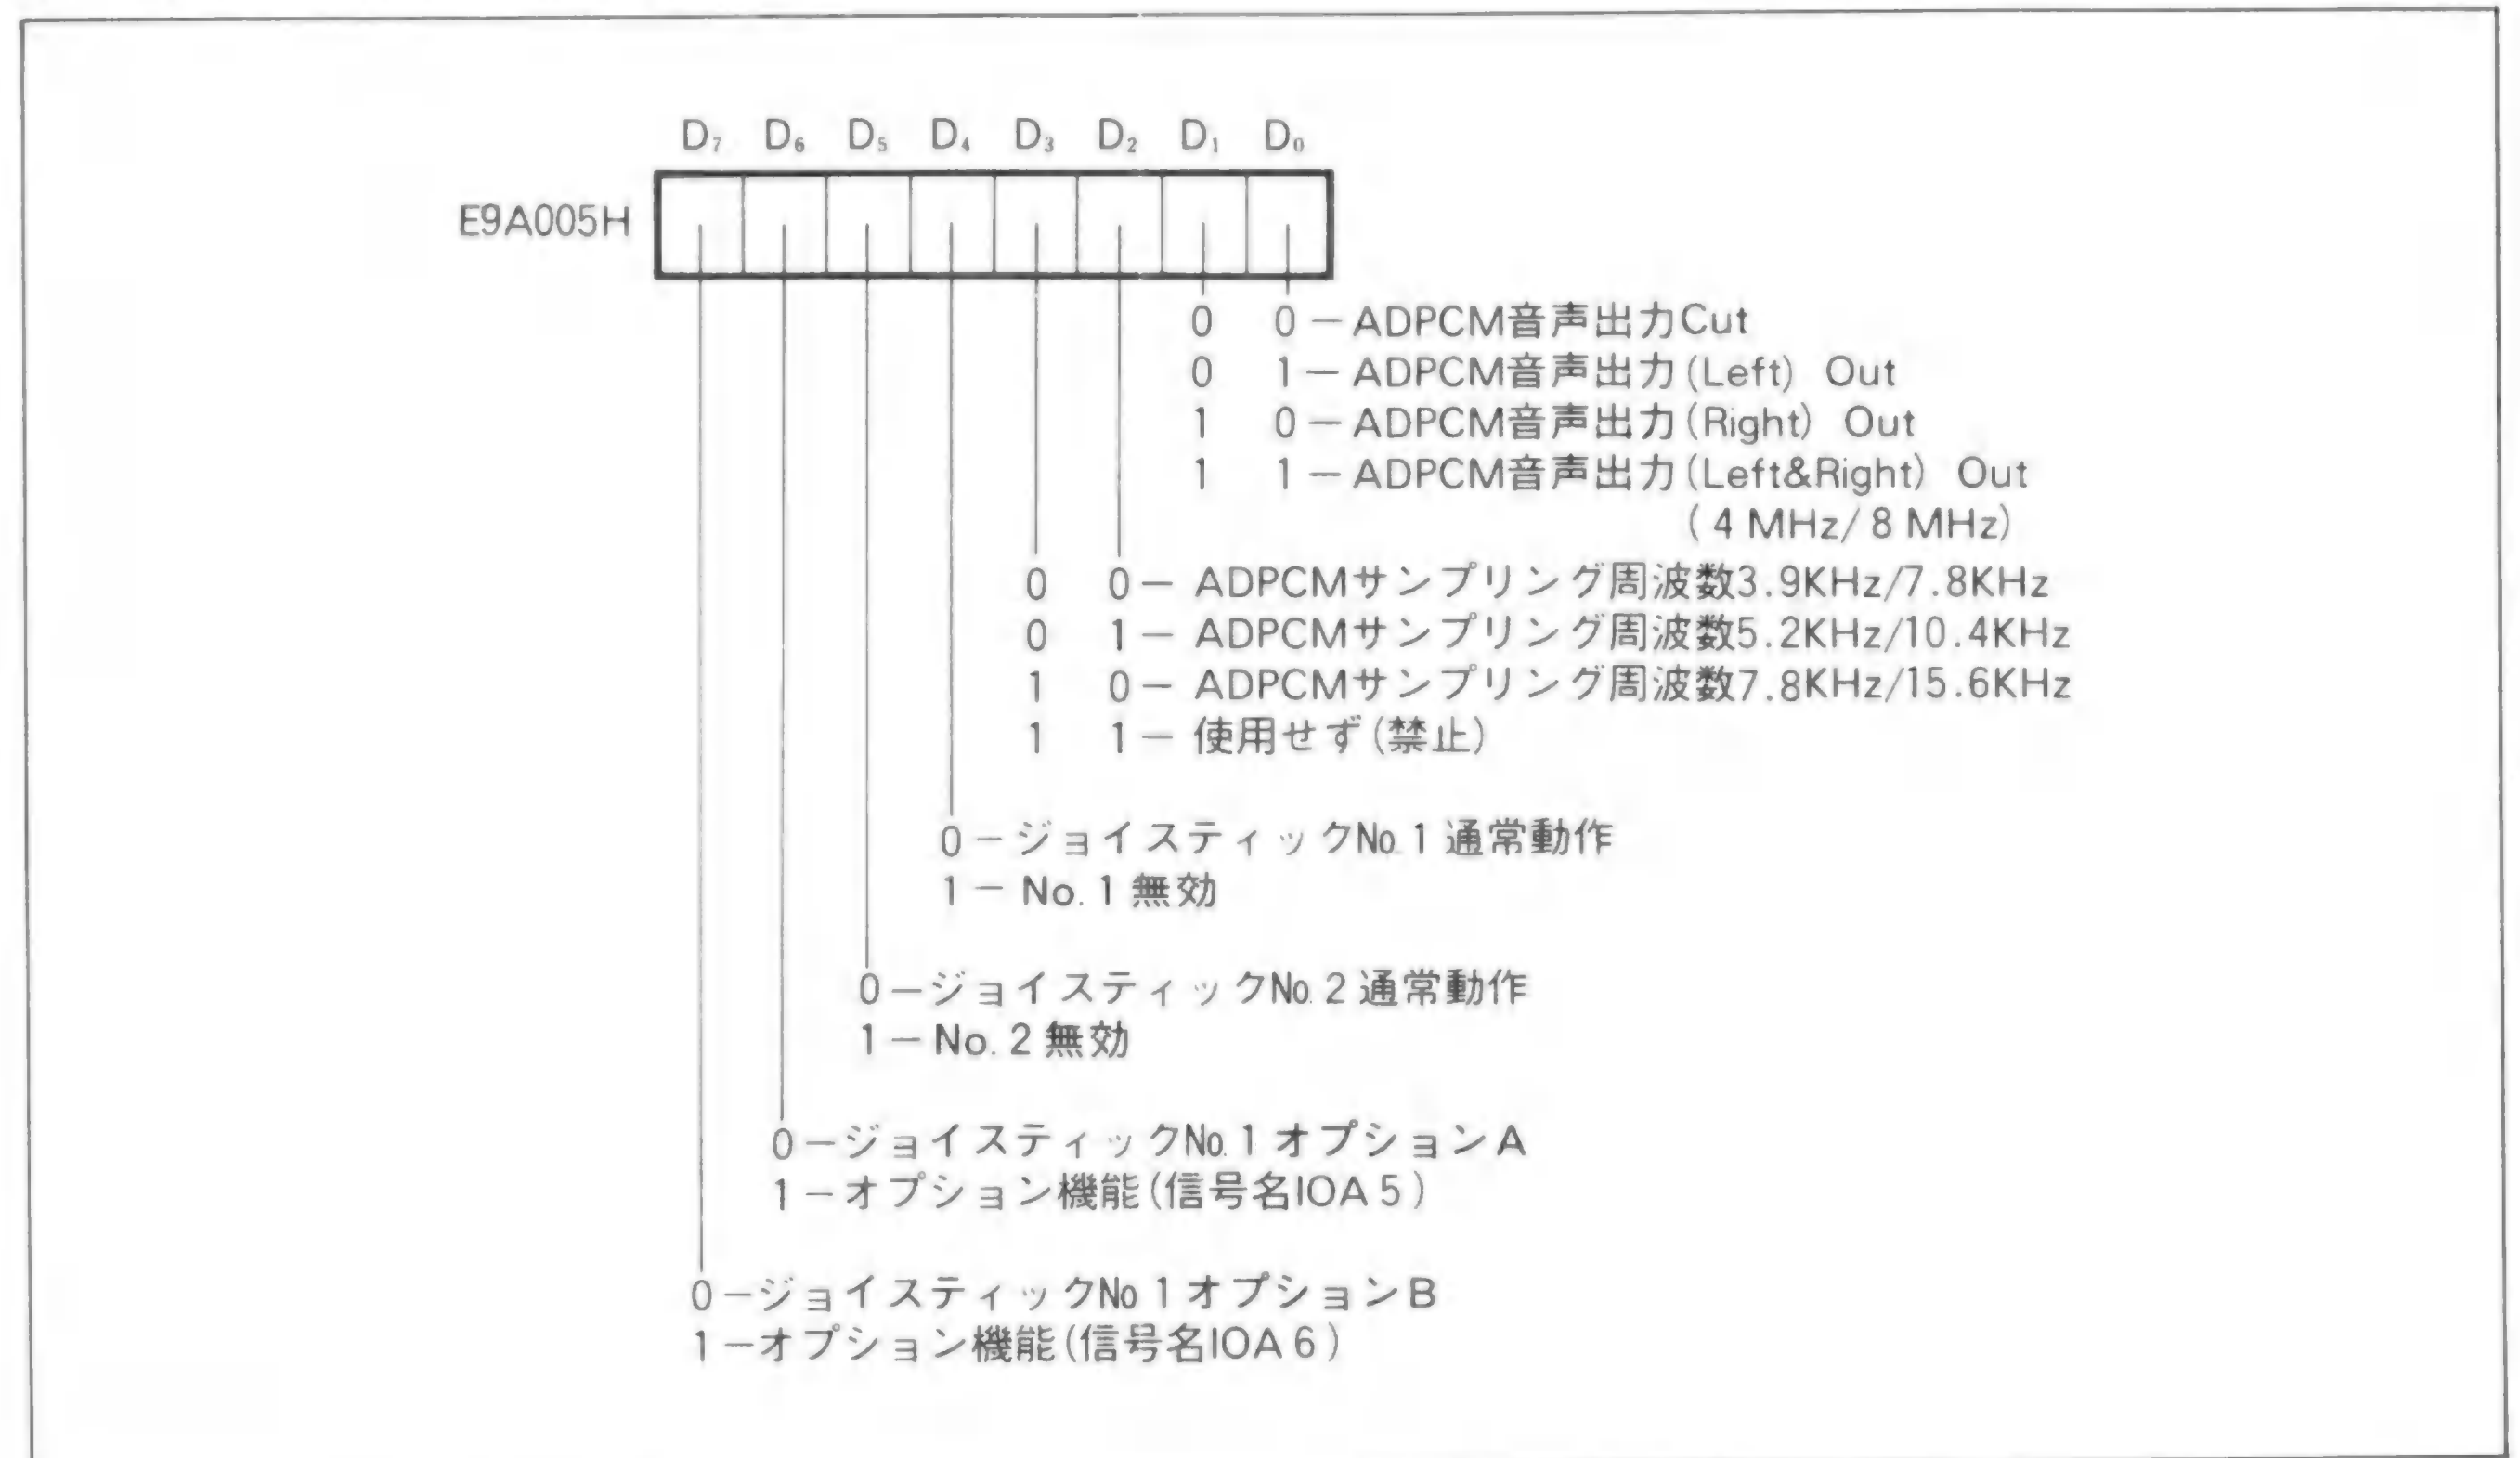 D₇ D₆ D₅ D₄ D₃ D₂ D₁ D₀
E9A005H
0 0－ADPCM音声出力Cut
0 1－ADPCM音声出力(Left) Out
1 0－ADPCM音声出力(Right) Out
1 1－ADPCM音声出力(Left&Right) Out
(4 MHz/8 MHz)
0 0－ADPCMサンプリング周波数3.9KHz/7.8KHz
0 1－ADPCMサンプリング周波数5.2KHz/10.4KHz
1 0－ADPCMサンプリング周波数7.8KHz/15.6KHz
1 1－使用せず(禁止)
0－ジョイスティックNo.1通常動作
1－No.1無効
0－ジョイスティックNo.2通常動作
1－No.2無効
0－ジョイスティックNo.1オプションA
1－オプション機能(信号名IOA5)
0－ジョイスティックNo1オプションB
1－オプション機能(信号名IOA6)